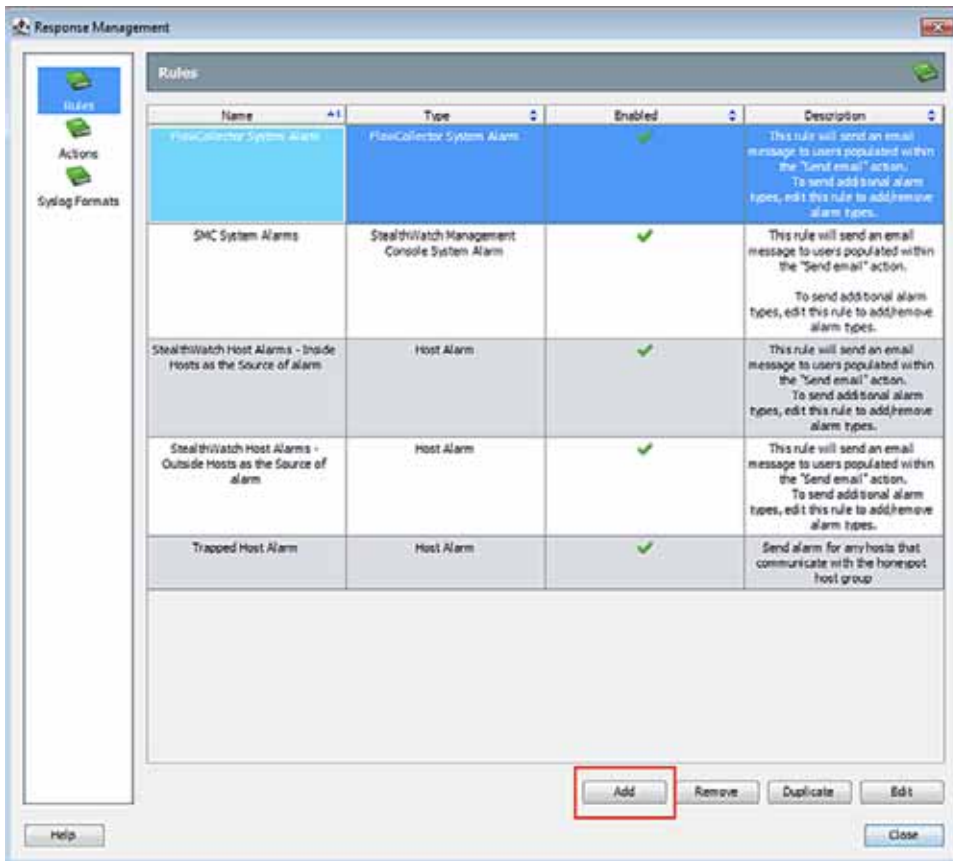 Response Management
Rules
Actions
Syslog Formats
Rules
Name
Type
Enabled
Description
FlowCollector System Alarm
FlowCollector System Alarm
This rule will send an email
message to users populated within
the "Send email" action.
To send additional alarm
types, edit this rule to add/remove
alarm types.
SMC System Alarms
StealthWatch Management
Console System Alarm
This rule will send an email
message to users populated within
the "Send email" action.
To send additional alarm
types, edit this rule to add/remove
alarm types.
StealthWatch Host Alarms - Inside
Hosts as the Source of alarm
Host Alarm
This rule will send an email
message to users populated within
the "Send email" action.
To send additional alarm
types, edit this rule to add/remove
alarm types.
StealthWatch Host Alarms -
Outside Hosts as the Source of
alarm
Host Alarm
This rule will send an email
message to users populated within
the "Send email" action.
To send additional alarm
types, edit this rule to add/remove
alarm types.
Trapped Host Alarm
Host Alarm
Send alarm for any hosts that
communicate with the honeypot
host group
Add
Remove
Duplicate
Edit
Help
Close